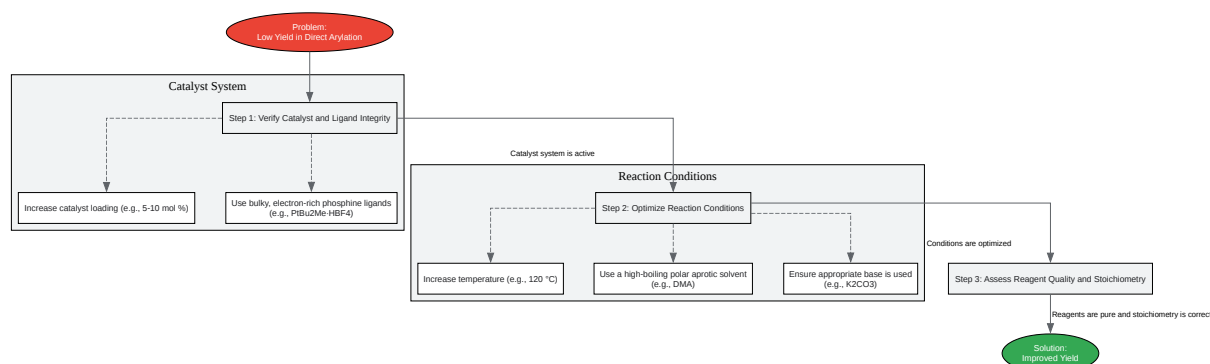 Problem:
Low Yield in Direct Arylation
Catalyst System
Step 1: Verify Catalyst and Ligand Integrity
Catalyst system is active
Increase catalyst loading (e.g., 5-10 mol %)
Use bulky, electron-rich phosphine ligands
(e.g., PtBu2Me·HBF4)
Reaction Conditions
Step 2: Optimize Reaction Conditions
Conditions are optimized
Increase temperature (e.g., 120 °C)
Use a high-boiling polar aprotic solvent
(e.g., DMA)
Ensure appropriate base is used
(e.g., K2CO3)
Step 3: Assess Reagent Quality and Stoichiometry
Reagents are pure and stoichiometry is correct
Solution:
Improved Yield